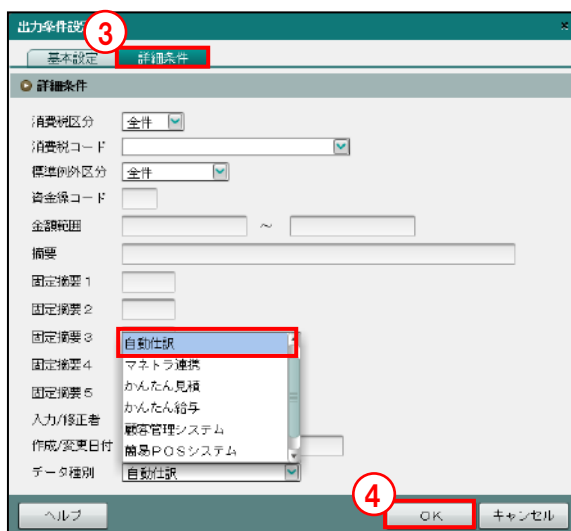 出力条件設
③
×
基本設定 詳細条件
詳細条件
消費税区分 全件
消費税コード
標準例外区分 全件
資金繰コード
金額範囲 ～
摘要
固定摘要１
固定摘要２
固定摘要３ 自動仕訳
固定摘要４ マネトラ連携
固定摘要５ かんたん見積
かんたん給与
入力/修正者 顧客管理システム
作成/変更日付 簡易ＰＯＳシステム
データ種別 自動仕訳
④
ヘルプ OK キャンセル